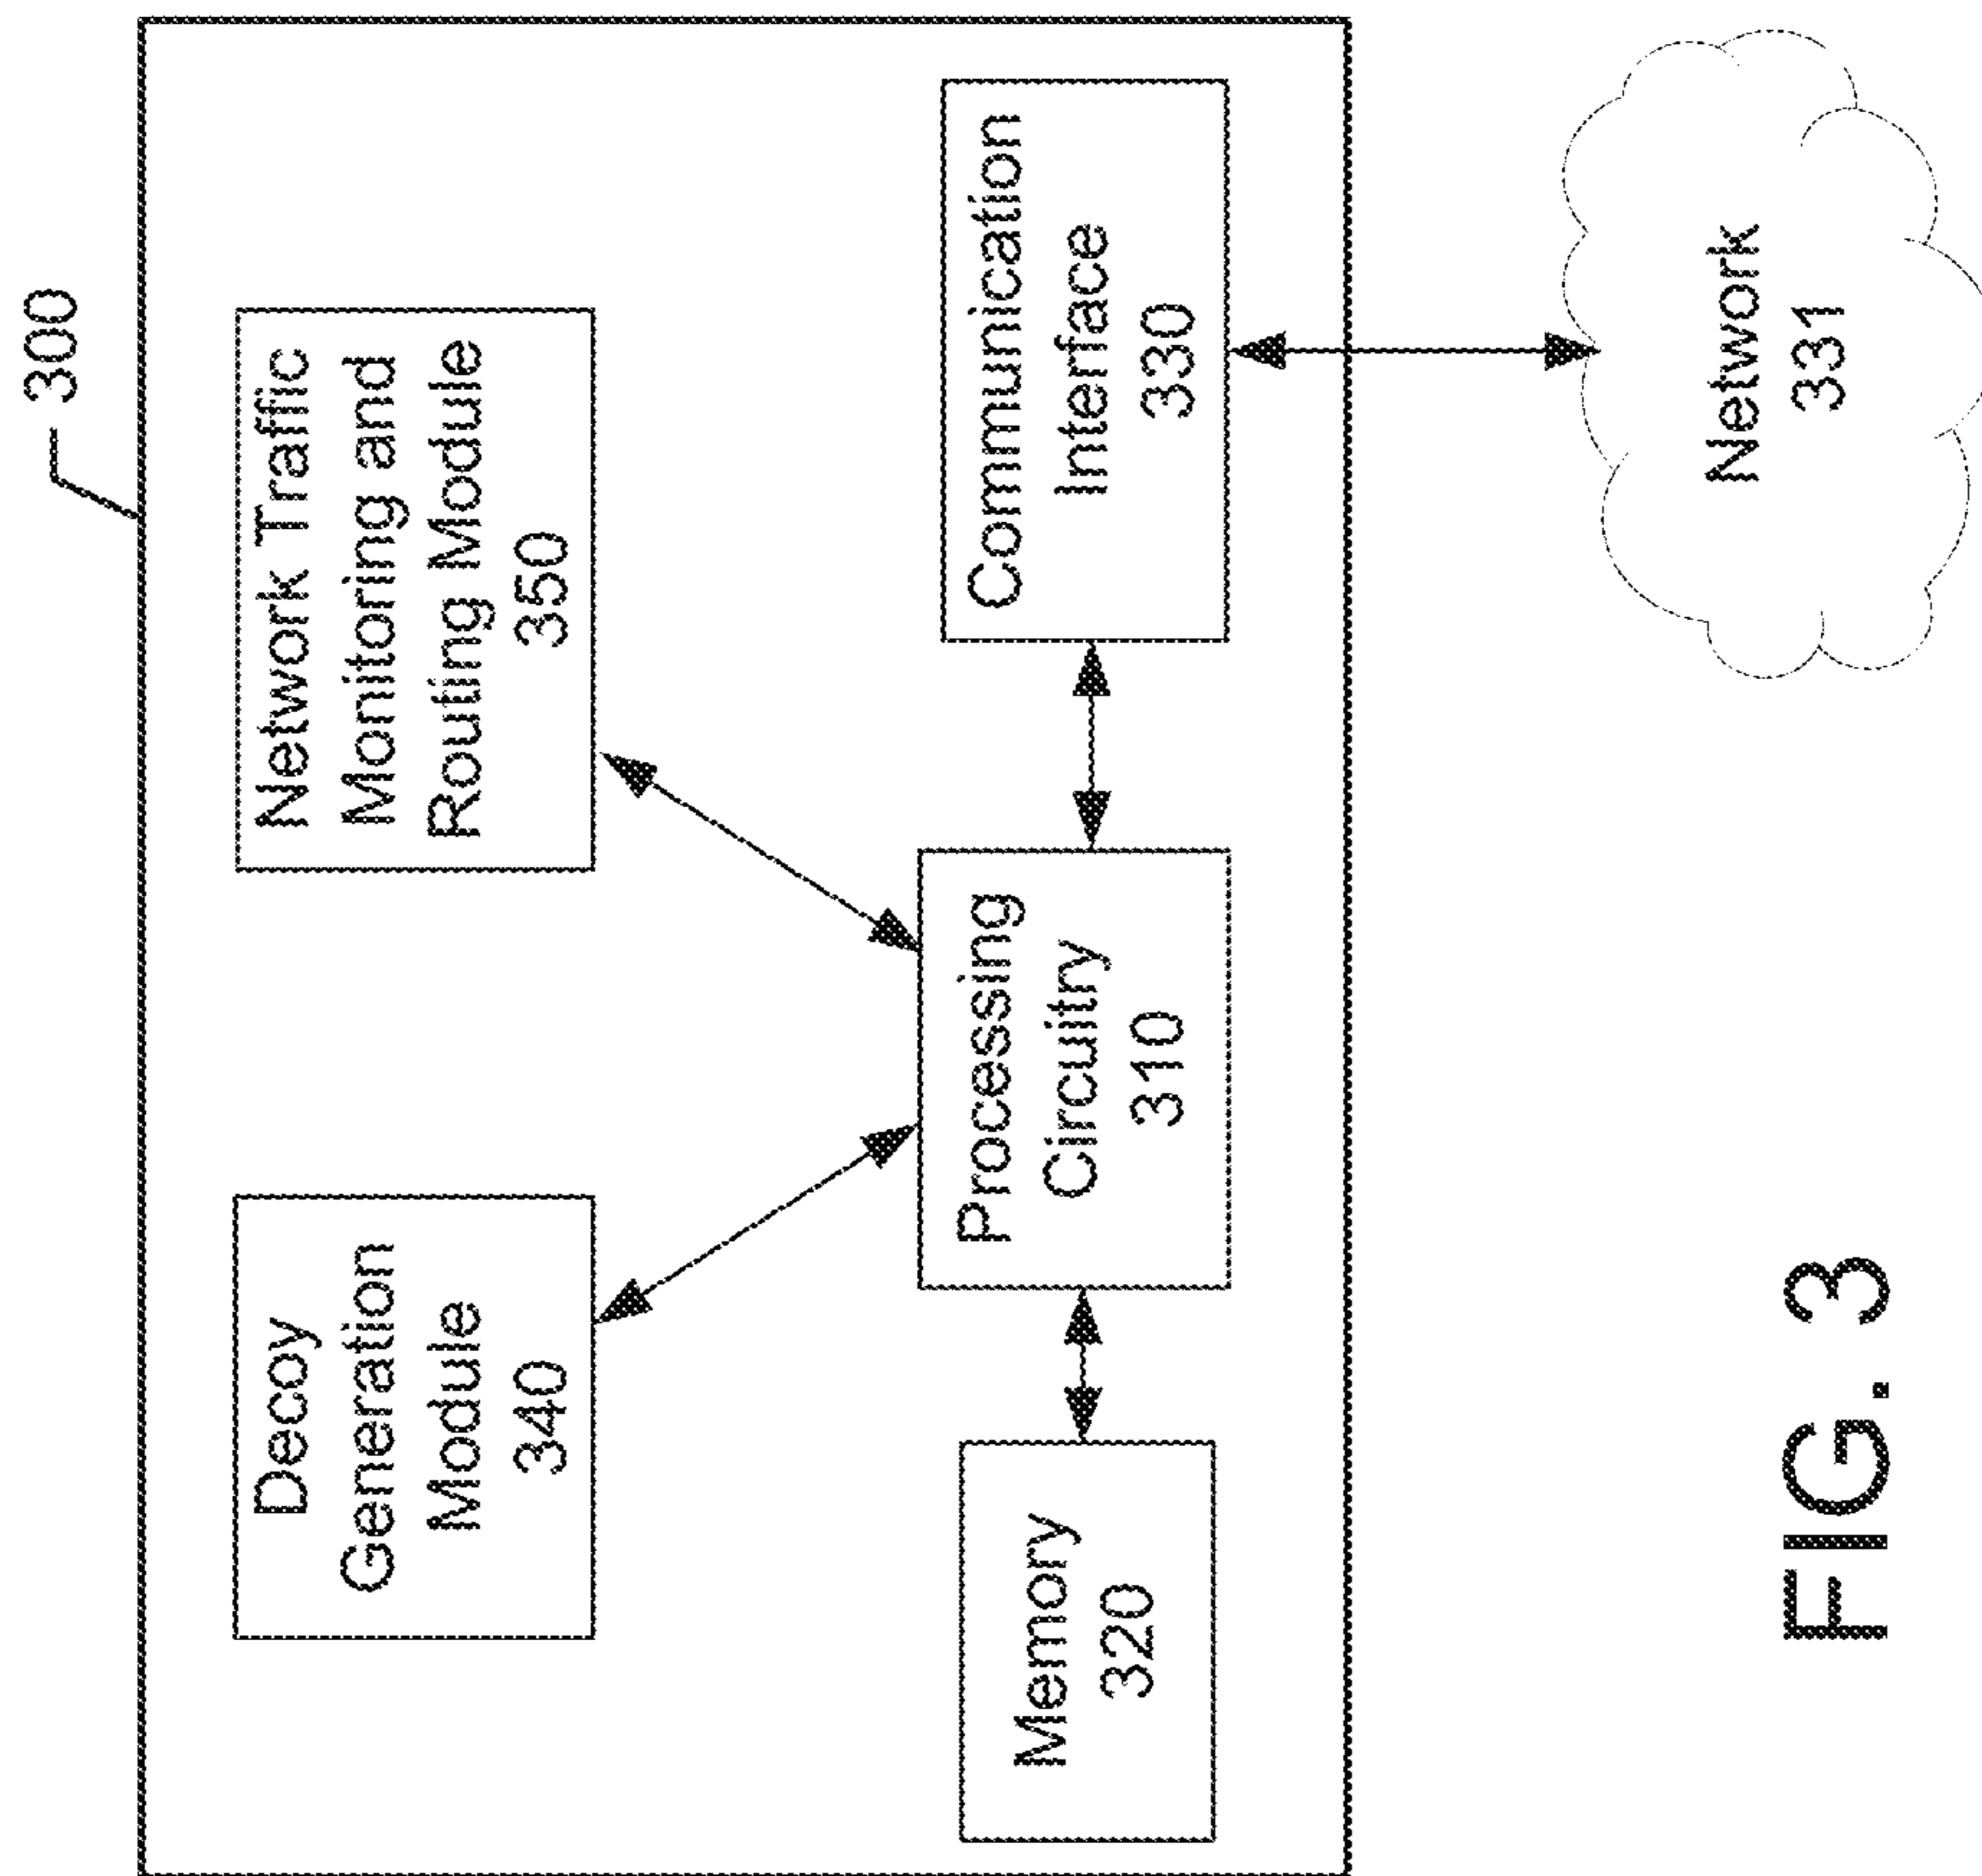 300
Decoy
Generation
Module
340
Network Traffic
Monitoring and
Routing Module
350
Memory
320
Processing
Circuitry
310
Communication
Interface
330
Network
331
FIG. 3